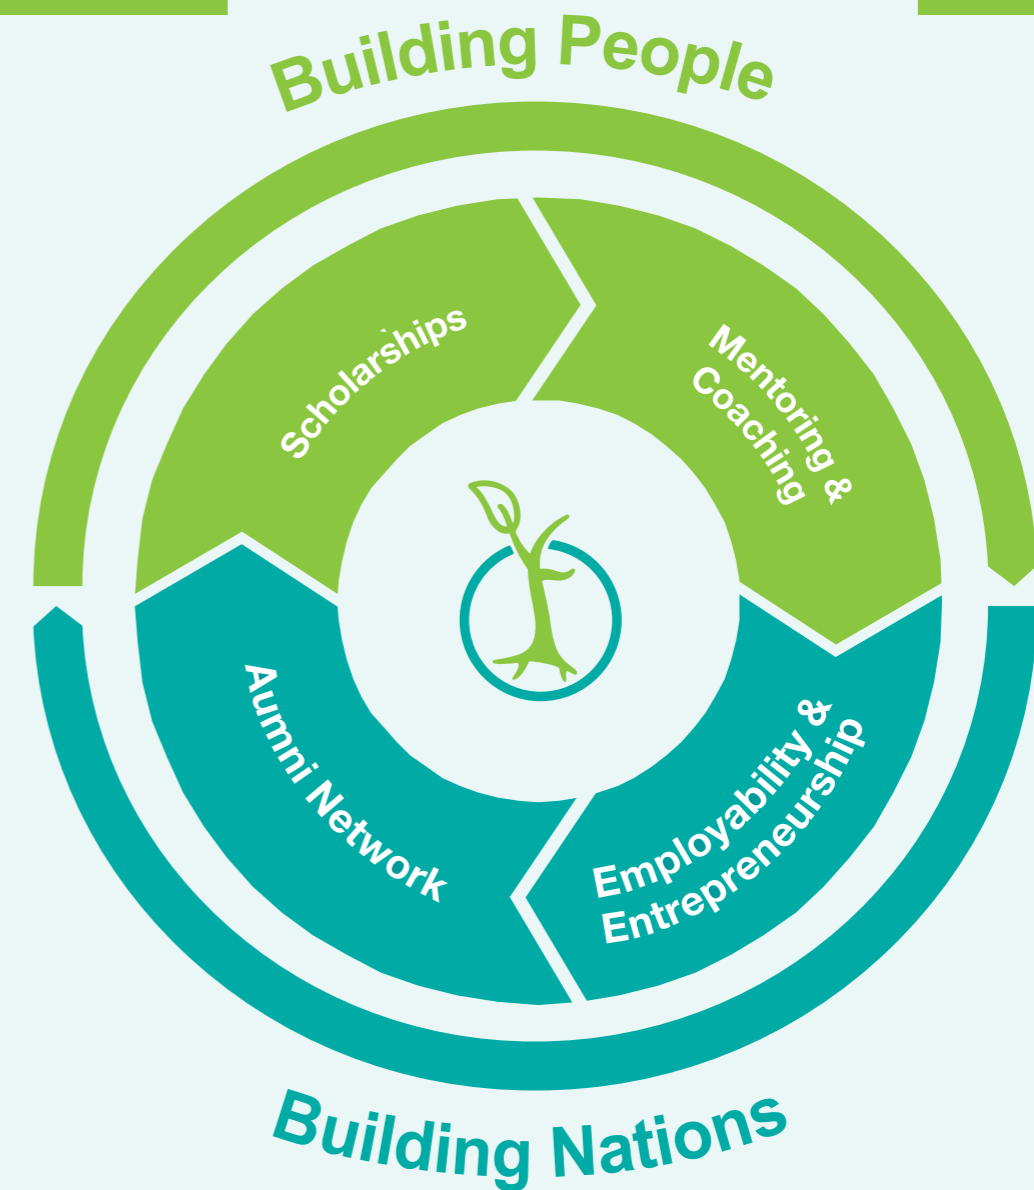 Building People
Scholarships
Mentoring &
Coaching
Employability &
Entrepreneurship
Aumni Network
Building Nations